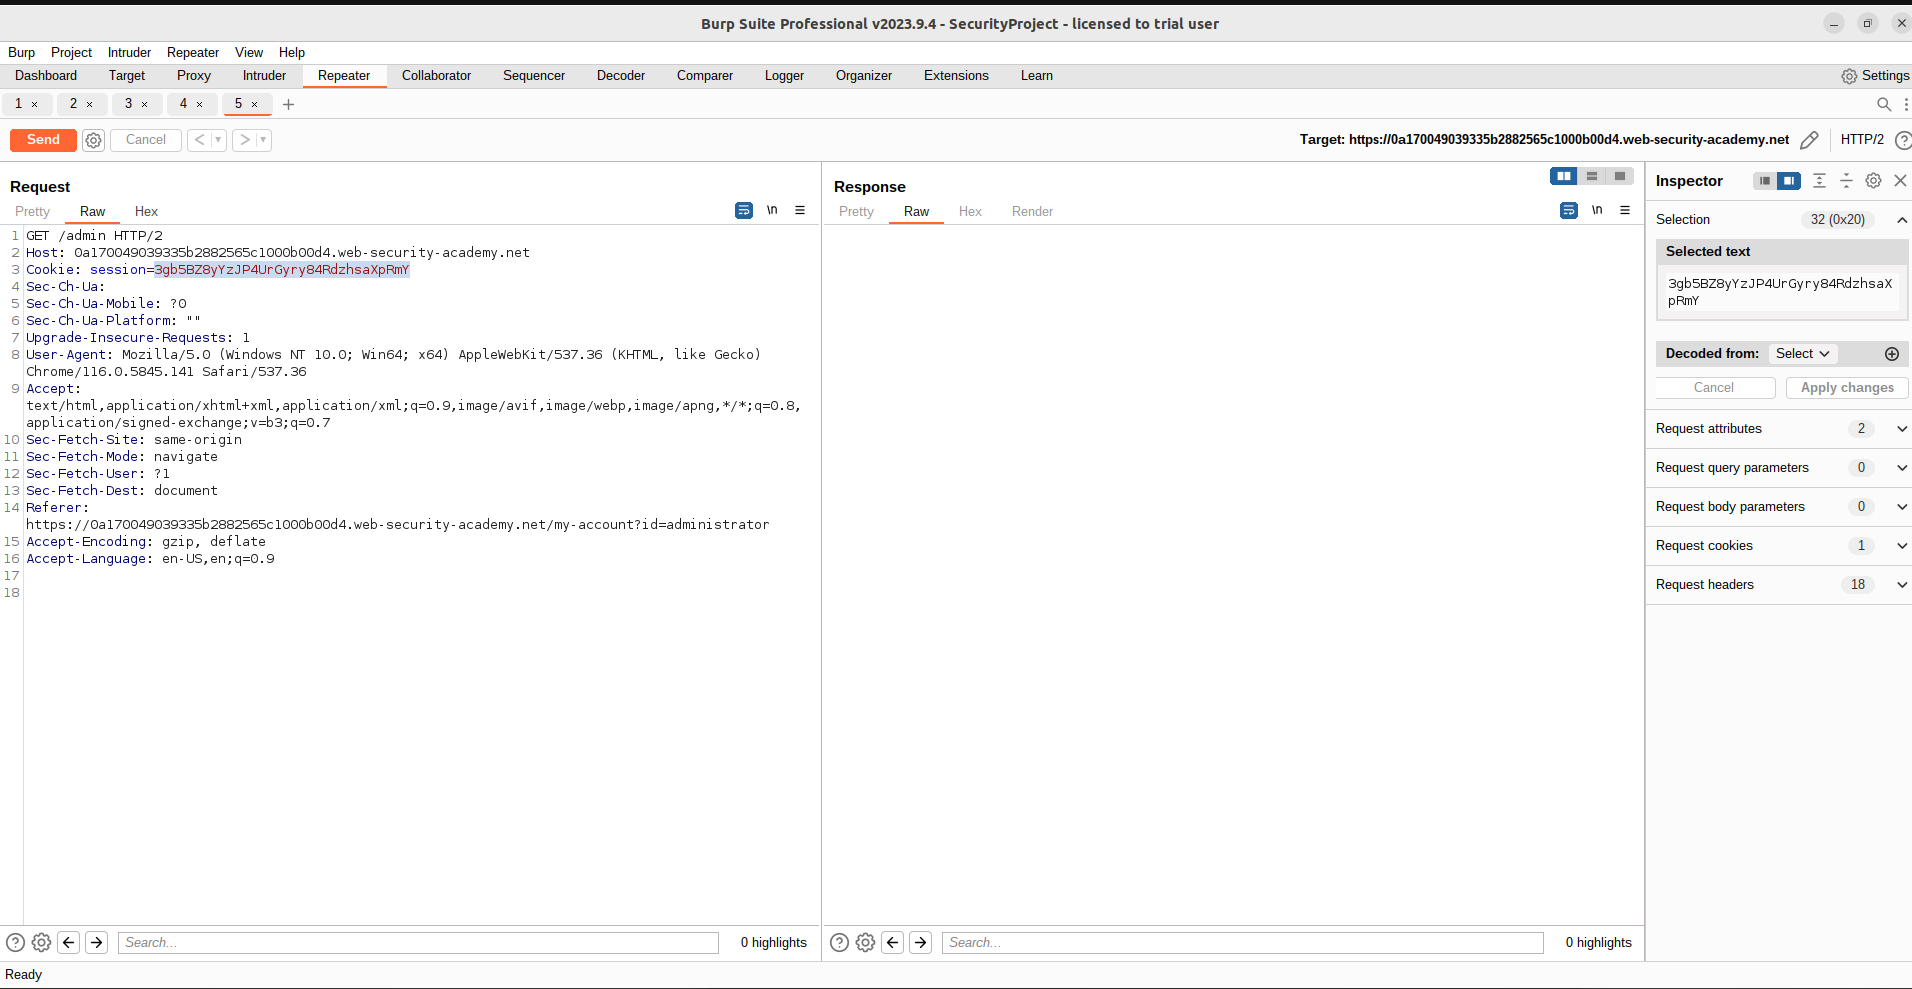 Burp Suite Professional v2023.9.4 - SecurityProject - licensed to trial user
Burp Project Intruder Repeater View Help
Dashboard Target Proxy Intruder Repeater Collaborator Sequencer Decoder Comparer Logger Organizer Extensions Learn Settings
1 × 2 × 3 × 4 × 5 × +
Send Cancel < > Target: https://0a170049039335b2882565c1000b00d4.web-security-academy.net HTTP/2 ?
Request
Pretty Raw Hex \n
1 GET /admin HTTP/2
2 Host: 0a170049039335b2882565c1000b00d4.web-security-academy.net
3 Cookie: session=3gb5BZ8yYzJP4UrGyry84RdzhsaXpRmY
4 Sec-Ch-Ua:
5 Sec-Ch-Ua-Mobile: ?0
6 Sec-Ch-Ua-Platform: ""
7 Upgrade-Insecure-Requests: 1
8 User-Agent: Mozilla/5.0 (Windows NT 10.0; Win64; x64) AppleWebKit/537.36 (KHTML, like Gecko)
Chrome/116.0.5845.141 Safari/537.36
9 Accept:
text/html,application/xhtml+xml,application/xml;q=0.9,image/avif,image/webp,image/apng,*/*;q=0.8,
application/signed-exchange;v=b3;q=0.7
10 Sec-Fetch-Site: same-origin
11 Sec-Fetch-Mode: navigate
12 Sec-Fetch-User: ?1
13 Sec-Fetch-Dest: document
14 Referer:
https://0a170049039335b2882565c1000b00d4.web-security-academy.net/my-account?id=administrator
15 Accept-Encoding: gzip, deflate
16 Accept-Language: en-US,en;q=0.9
17
18
? Search... 0 highlights
Response
Pretty Raw Hex Render \n
? Search... 0 highlights
Inspector
Selection 32 (0x20)
Selected text
3gb5BZ8yYzJP4UrGyry84RdzhsaX
pRmY
Decoded from: Select
Cancel Apply changes
Request attributes 2
Request query parameters 0
Request body parameters 0
Request cookies 1
Request headers 18
Ready